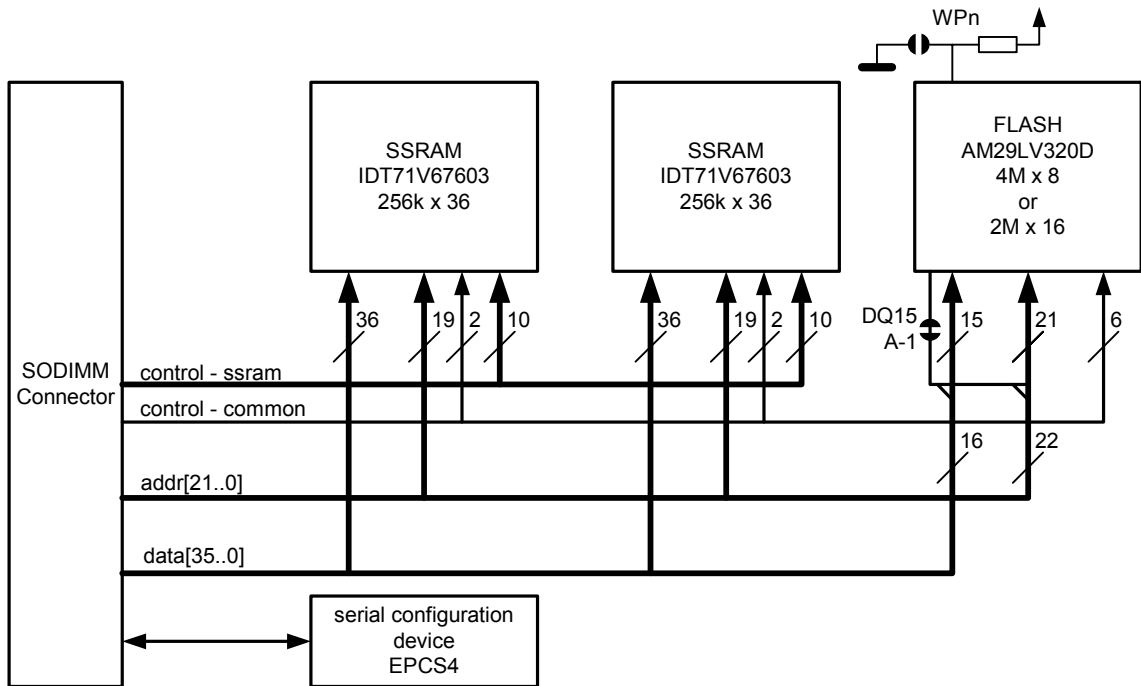 WPn
SSRAM
IDT71V67603
256k x 36
SSRAM
IDT71V67603
256k x 36
FLASH
AM29LV320D
4M x 8
or
2M x 16
36
19
2
10
36
19
2
10
DQ15
A-1
15
21
6
SODIMM
Connector
control - ssram
control - common
16
22
addr[21..0]
data[35..0]
serial configuration
device
EPCS4